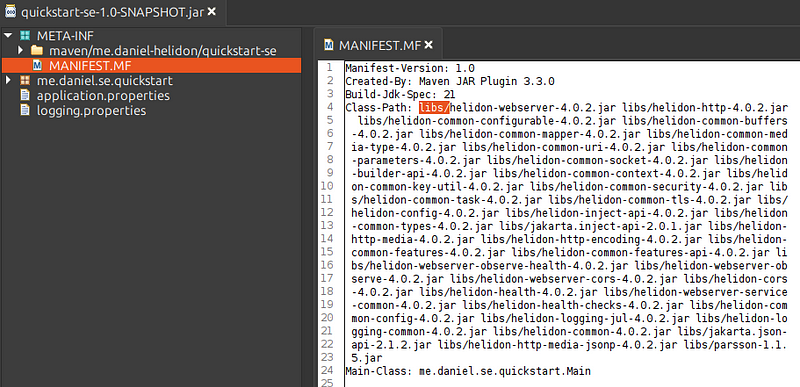 quickstart-se-1.0-SNAPSHOT.jar
META-INF
maven/me.daniel-helidon/quickstart-se
MANIFEST.MF
me.daniel.se.quickstart
application.properties
logging.properties
MANIFEST.MF
1 Manifest-Version: 1.0
2 Created-By: Maven JAR Plugin 3.3.0
3 Build-Jdk-Spec: 21
4 Class-Path: libs/helidon-webserver-4.0.2.jar libs/helidon-http-4.0.2.jar
5 libs/helidon-common-configurable-4.0.2.jar libs/helidon-common-buffers
6 -4.0.2.jar libs/helidon-common-mapper-4.0.2.jar libs/helidon-common-med
7 ia-type-4.0.2.jar libs/helidon-common-uri-4.0.2.jar libs/helidon-common
8 -parameters-4.0.2.jar libs/helidon-common-socket-4.0.2.jar libs/helidon
9 -builder-api-4.0.2.jar libs/helidon-common-context-4.0.2.jar libs/helid
10 on-common-key-util-4.0.2.jar libs/helidon-common-security-4.0.2.jar lib
11 s/helidon-common-task-4.0.2.jar libs/helidon-common-tls-4.0.2.jar libs/
12 helidon-config-4.0.2.jar libs/helidon-inject-api-4.0.2.jar libs/helidon
13 -common-types-4.0.2.jar libs/jakarta.inject-api-2.0.1.jar libs/helidon-
14 http-media-4.0.2.jar libs/helidon-http-encoding-4.0.2.jar libs/helidon-
15 common-features-4.0.2.jar libs/helidon-common-features-api-4.0.2.jar li
16 bs/helidon-webserver-observe-health-4.0.2.jar libs/helidon-webserver-ob
17 serve-4.0.2.jar libs/helidon-webserver-cors-4.0.2.jar libs/helidon-cors
18 -4.0.2.jar libs/helidon-health-4.0.2.jar libs/helidon-webserver-service
19 -common-4.0.2.jar libs/helidon-health-checks-4.0.2.jar libs/helidon-com
20 mon-config-4.0.2.jar libs/helidon-logging-jul-4.0.2.jar libs/helidon-lo
21 gging-common-4.0.2.jar libs/helidon-common-4.0.2.jar libs/jakarta.json-
22 api-2.1.2.jar libs/helidon-http-media-jsonp-4.0.2.jar libs/parsson-1.1.
23 5.jar
24 Main-Class: me.daniel.se.quickstart.Main
25